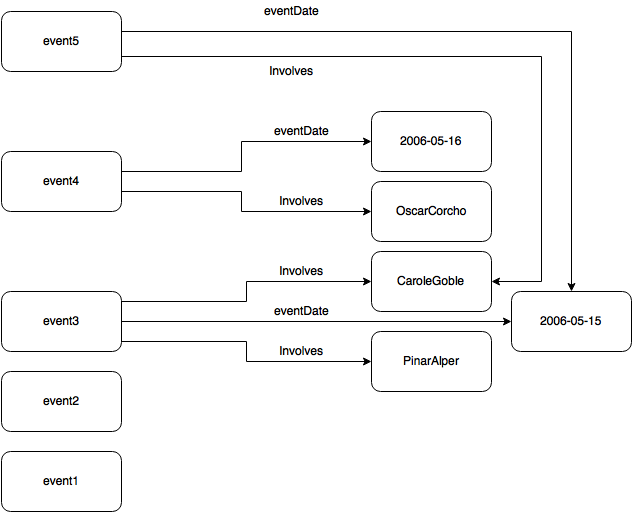 eventDate
event5
Involves
eventDate
2006-05-16
event4
Involves
OscarCorcho
Involves
CaroleGoble
eventDate
event3
2006-05-15
Involves
PinarAlper
event2
event1